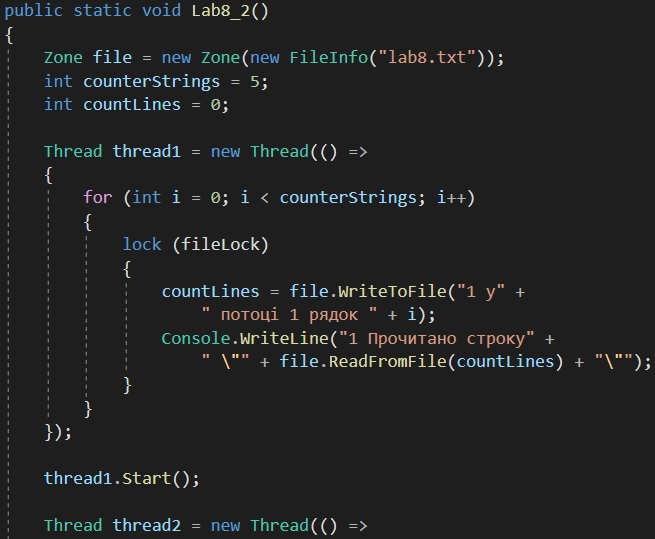 public static void Lab8_2()
{
Zone file = new Zone(new FileInfo("lab8.txt"));
int counterStrings = 5;
int countLines = 0;
Thread thread1 = new Thread(() =>
{
for (int i = 0; i < counterStrings; i++)
{
lock (fileLock)
{
countLines = file.WriteToFile("1 у" +
" потоці 1 рядок " + i);
Console.WriteLine("1 Прочитано строку" +
" \"" + file.ReadFromFile(countLines) + "\"");
}
}
});
thread1.Start();
Thread thread2 = new Thread(() =>